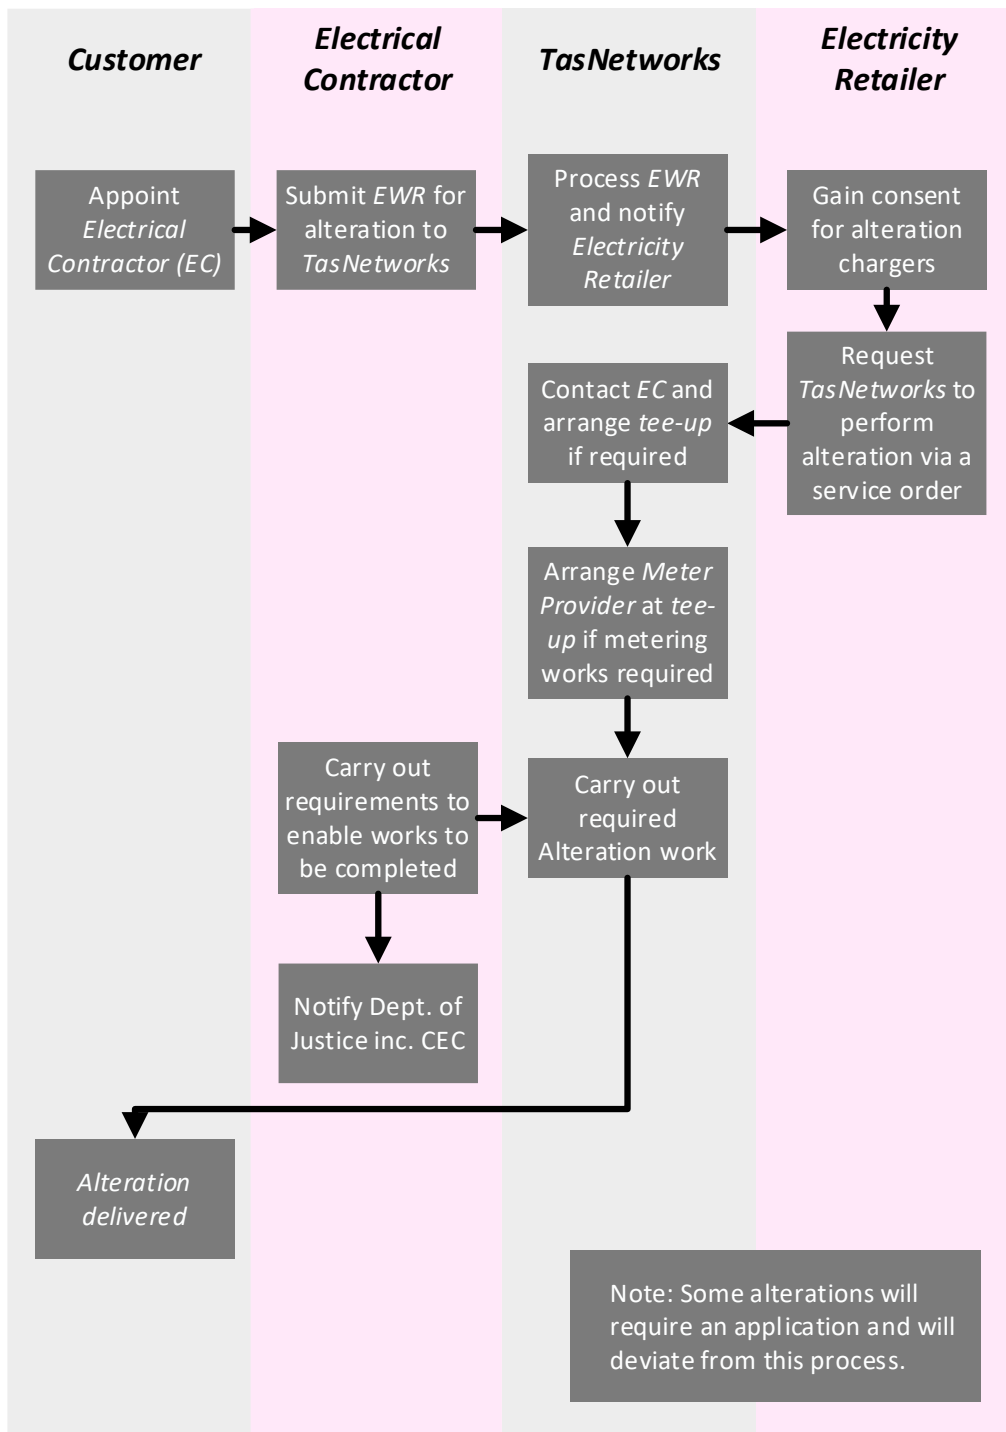 Customer
Electrical
Contractor
TasNetworks
Electricity
Retailer
Appoint
Electrical
Contractor (EC)
Submit EWR for
alteration to
TasNetworks
Process EWR
and notify
Electricity
Retailer
Gain consent
for alteration
chargers
Request
TasNetworks to
perform
alteration via a
service order
Contact EC and
arrange tee-up
if required
Arrange Meter
Provider at tee-
up if metering
works required
Carry out
requirements to
enable works to
be completed
Carry out
required
Alteration work
Notify Dept. of
Justice inc. CEC
Alteration
delivered
Note: Some alterations will
require an application and will
deviate from this process.